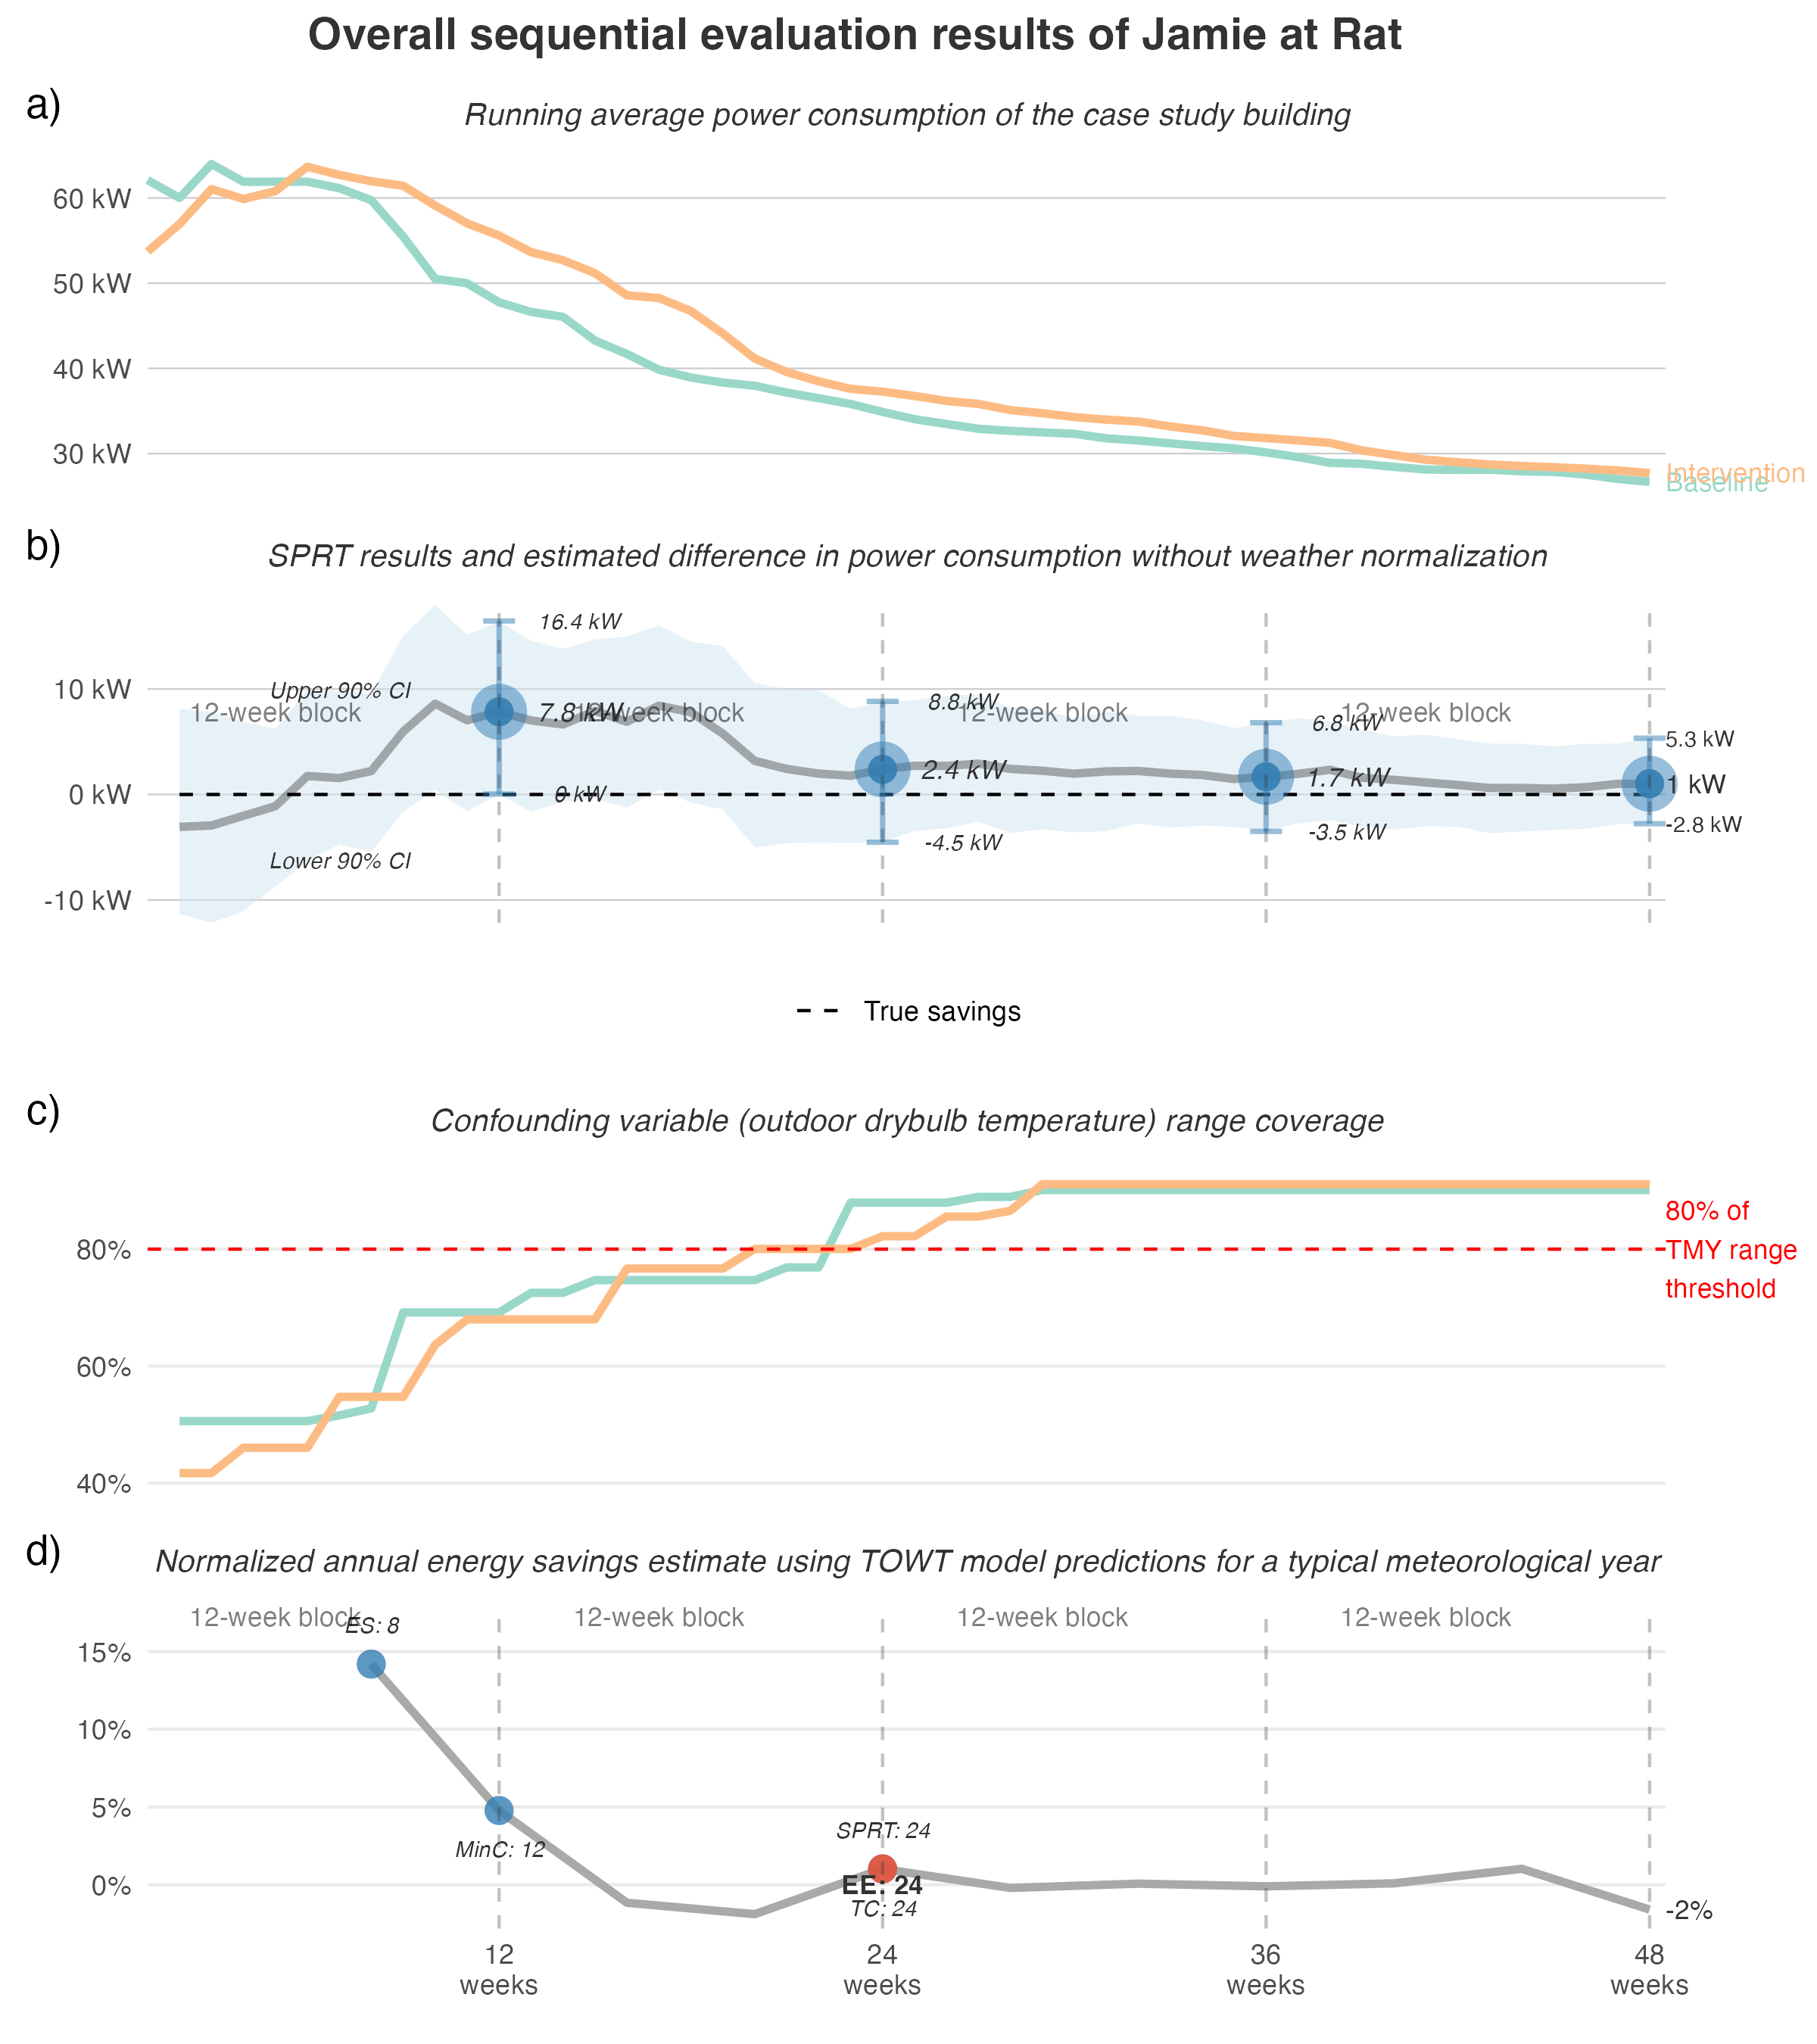 Overall sequential evaluation results of Jamie at Rat
a)
Running average power consumption of the case study building
60 kW
50 kW
40 kW
30 kW
Intervention
Baseline
b)
SPRT results and estimated difference in power consumption without weather normalization
16.4 kW
10 kW
Upper 90% CI
12-week block
7.8 kW
12-week block
8.8 kW
12-week block
6.8 kW
12-week block
5.3 kW
2.4 kW
1.7 kW
1 kW
0 kW
0 kW
-4.5 kW
-3.5 kW
-2.8 kW
Lower 90% CI
-10 kW
True savings
c)
Confounding variable (outdoor drybulb temperature) range coverage
80%
60%
40%
80% of
TMY range
threshold
d)
Normalized annual energy savings estimate using TOWT model predictions for a typical meteorological year
12-week block
12-week block
12-week block
12-week block
ES: 8
15%
10%
5%
0%
MinC: 12
SPRT: 24
EE: 24
TC: 24
-2%
12
weeks
24
weeks
36
weeks
48
weeks